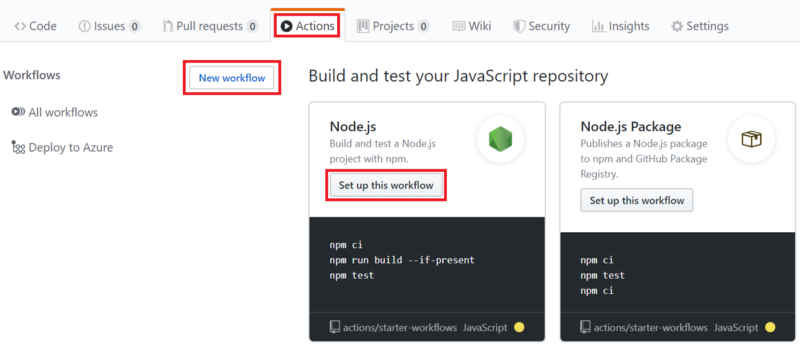 Code Issues 0 Pull requests 0 Actions Projects 0 Wiki Security Insights Settings
Workflows
New workflow
All workflows
Deploy to Azure
Build and test your JavaScript repository
Node.js
Build and test a Node.js
project with npm.
Set up this workflow
npm ci
npm run build --if-present
npm test
actions/starter-workflows JavaScript
Node.js Package
Publishes a Node.js package
to npm and GitHub Package
Registry.
Set up this workflow
npm ci
npm test
npm ci
actions/starter-workflows JavaScript